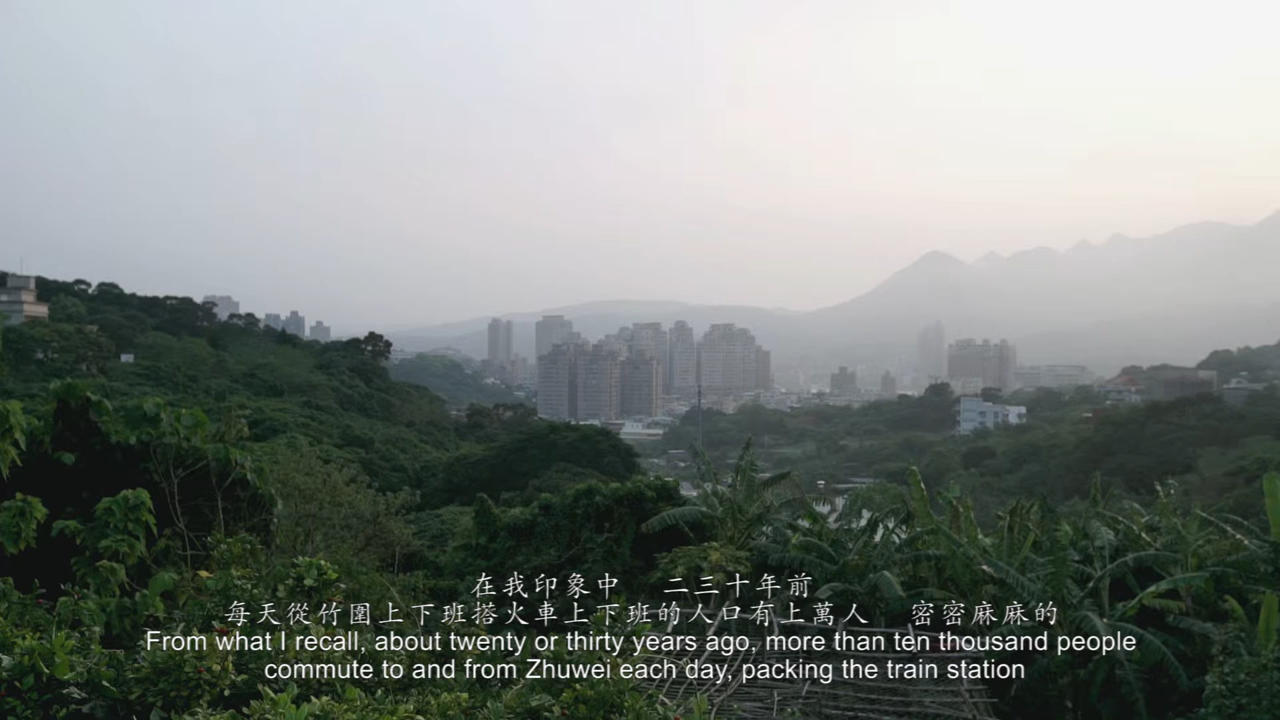 在我印象中 二三十年前
每天從竹圍上下班搭火車上下班的人口有上萬人 密密麻麻的
From what I recall, about twenty or thirty years ago, more than ten thousand people
commute to and from Zhuwei each day, packing the train station